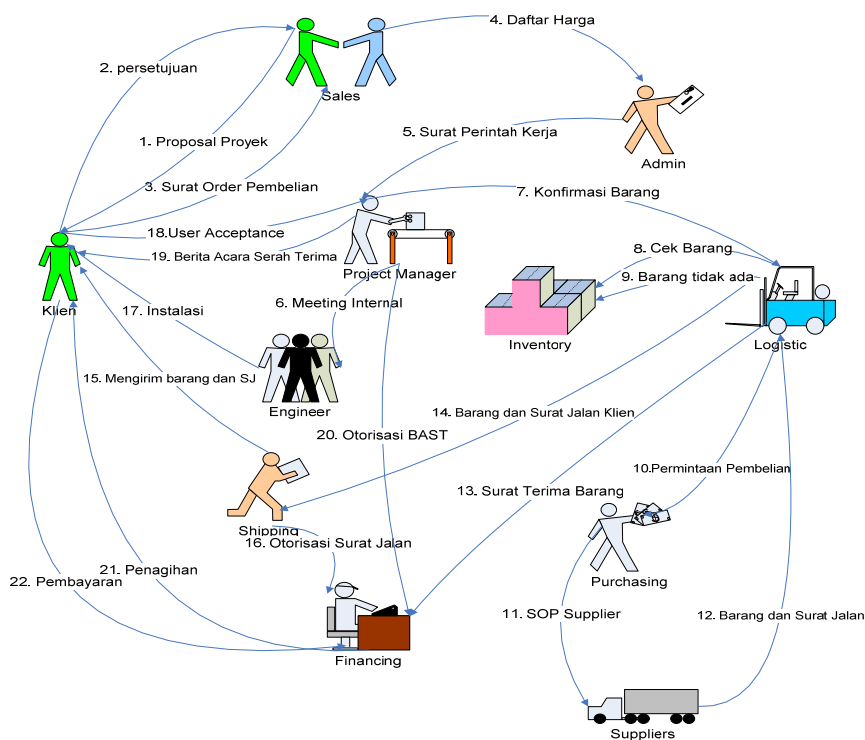 4. Daftar Harga
2. persetujuan
Sales
1. Proposal Proyek
5. Surat Perintah Kerja
Admin
3. Surat Order Pembelian
7. Konfirmasi Barang
18.User Acceptance
19. Berita Acara Serah Terima
8. Cek Barang
Project Manager
9. Barang tidak ada
6. Meeting Internal
Klien
17. Instalasi
Inventory
Logistic
15. Mengirim barang dan SJ
Engineer
14. Barang dan Surat Jalan Klien
20. Otorisasi BAST
10.Permintaan Pembelian
13. Surat Terima Barang
Shipping
16. Otorisasi Surat Jalan
21. Penagihan
22. Pembayaran
Purchasing
11. SOP Supplier
12. Barang dan Surat Jalan
Financing
Suppliers